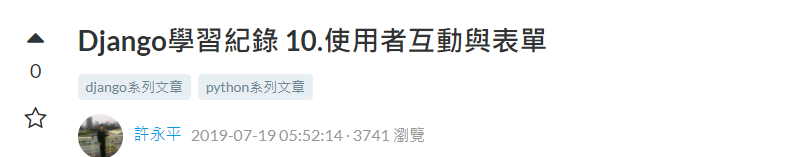 Django學習紀錄 10.使用者互動與表單
0
django系列文章 python系列文章
許永平 2019-07-19 05:52:14 · 3741 瀏覽